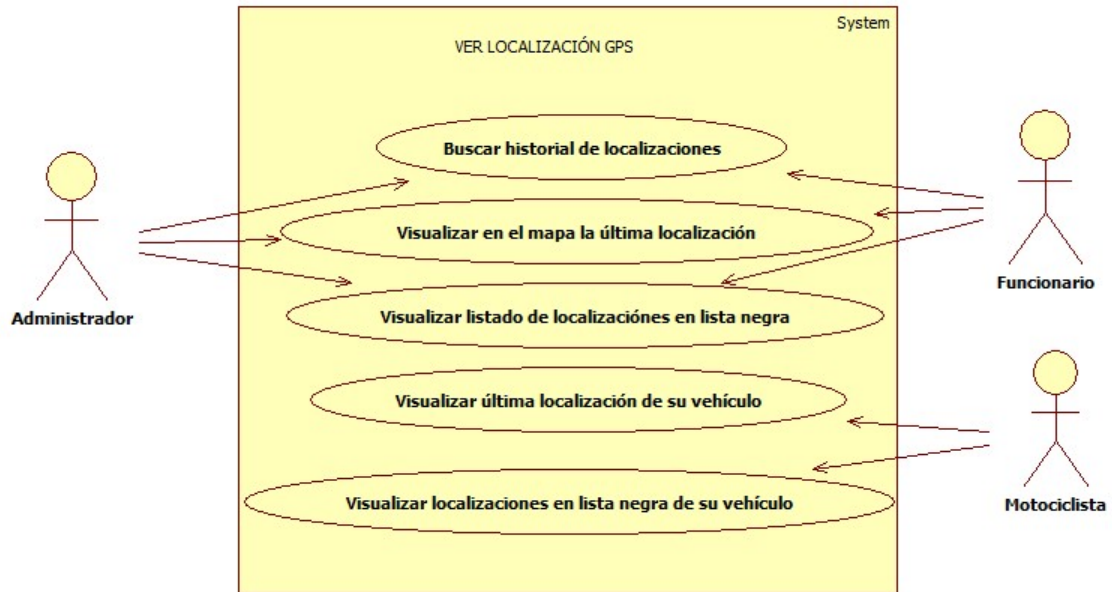 System
VER LOCALIZACIÓN GPS
Buscar historial de localizaciones
Visualizar en el mapa la última localización
Visualizar listado de localizaciónes en lista negra
Visualizar última localización de su vehículo
Visualizar localizaciones en lista negra de su vehículo
Administrador
Funcionario
Motociclista